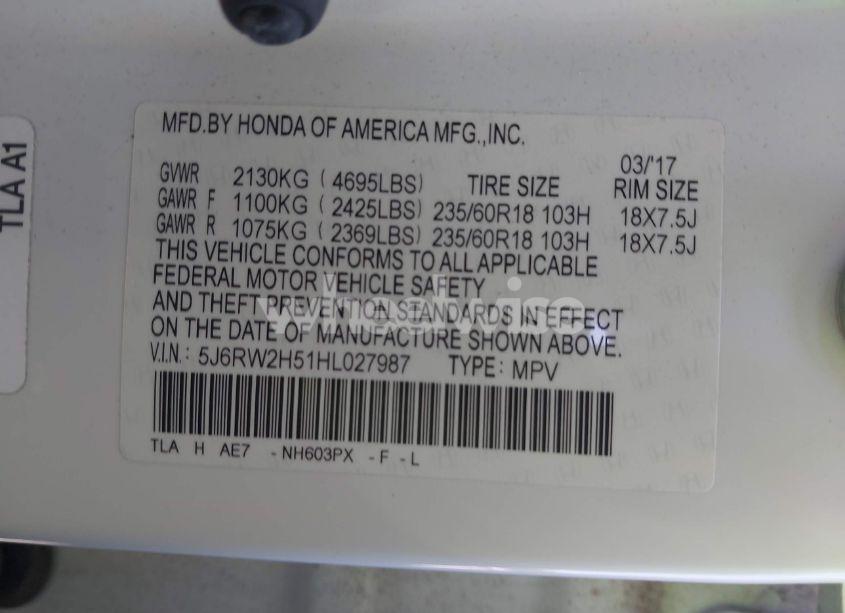 TLA A1
MFD.BY HONDA OF AMERICA MFG.,INC.
03/'17
GVWR 2130KG ( 4695LBS) TIRE SIZE RIM SIZE
GAWR F 1100KG ( 2425LBS) 235/60R18 103H 18X7.5J
GAWR R 1075KG ( 2369LBS) 235/60R18 103H 18X7.5J
THIS VEHICLE CONFORMS TO ALL APPLICABLE
FEDERAL MOTOR VEHICLE SAFETY
AND THEFT PREVENTION STANDARDS IN EFFECT
ON THE DATE OF MANUFACTURE SHOWN ABOVE.
V.I.N.: 5J6RW2H51HL027987 TYPE: MPV
TLA H AE7 -NH603PX -F -L
wheelwise